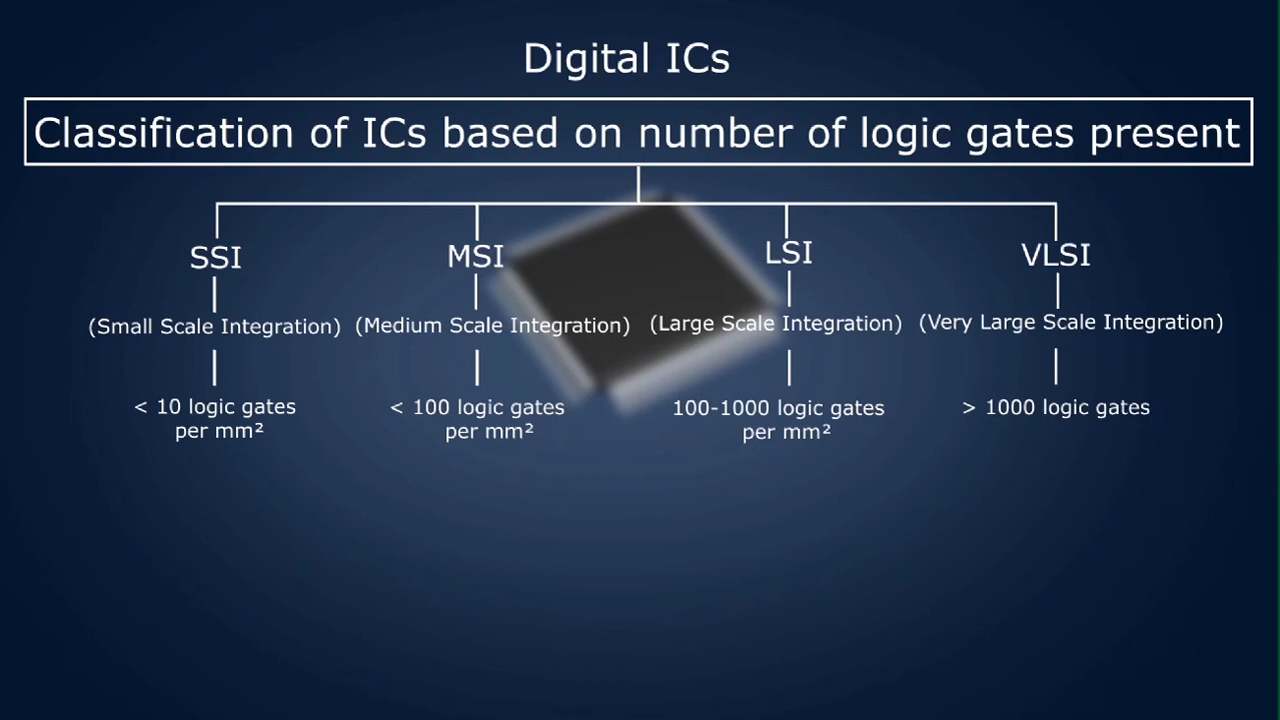 Digital ICs
Classification of ICs based on number of logic gates present
SSI
MSI
LSI
VLSI
(Small Scale Integration)
(Medium Scale Integration)
(Large Scale Integration)
(Very Large Scale Integration)
< 10 logic gates
per mm²
< 100 logic gates
per mm²
100-1000 logic gates
per mm²
> 1000 logic gates